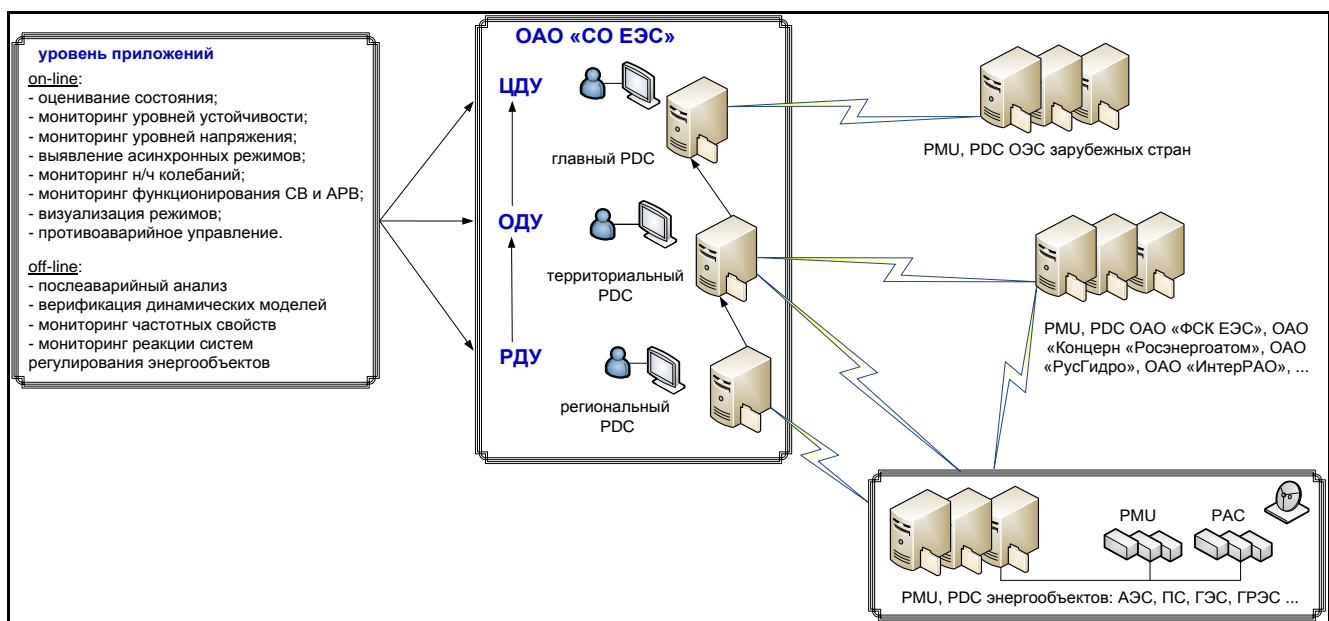 уровень приложений
on-line:
- оценивание состояния;
- мониторинг уровней устойчивости;
- мониторинг уровней напряжения;
- выявление асинхронных режимов;
- мониторинг н/ч колебаний;
- мониторинг функционирования СВ и АРВ;
- визуализация режимов;
- противоаварийное управление.
off-line:
- послеаварийный анализ
- верификация динамических моделей
- мониторинг частотных свойств
- мониторинг реакции систем
регулирования энергообъектов
ОАО «СО ЕЭС»
ЦДУ
главный PDC
ОДУ
территориальный
PDC
РДУ
региональный
PDC
PMU, PDC ОЭС зарубежных стран
PMU, PDC ОАО «ФСК ЕЭС», ОАО
«Концерн «Росэнергоатом», ОАО
«РусГидро», ОАО «ИнтерРАО», ...
PMU
РАС
PMU, PDC энергообъектов: АЭС, ПС, ГЭС, ГРЭС ...